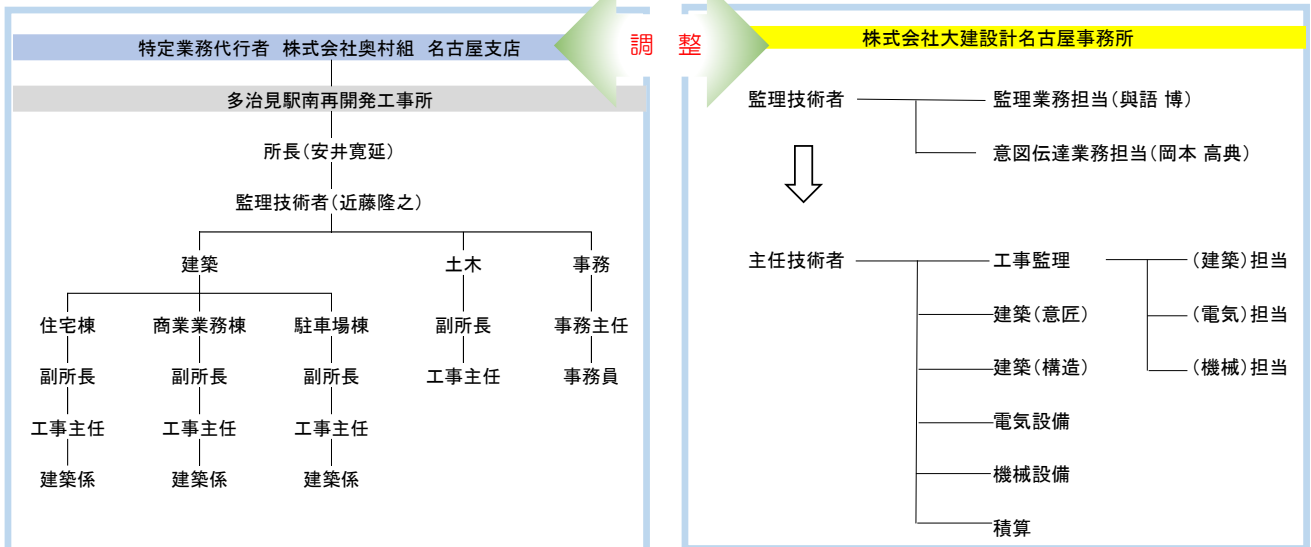 調 整
特定業務代行者 株式会社奥村組 名古屋支店
多治見駅南再開発工事所
所長(安井寛延)
監理技術者(近藤隆之)
建築 土木 事務
住宅棟 商業業務棟 駐車場棟 副所長 事務主任
副所長 副所長 副所長 工事主任 事務員
工事主任 工事主任 工事主任
建築係 建築係 建築係
株式会社大建設計名古屋事務所
監理技術者 監理業務担当(與語 博)
意図伝達業務担当(岡本 高典)
主任技術者 工事監理 (建築)担当
建築(意匠) (電気)担当
建築(構造) (機械)担当
電気設備
機械設備
積算